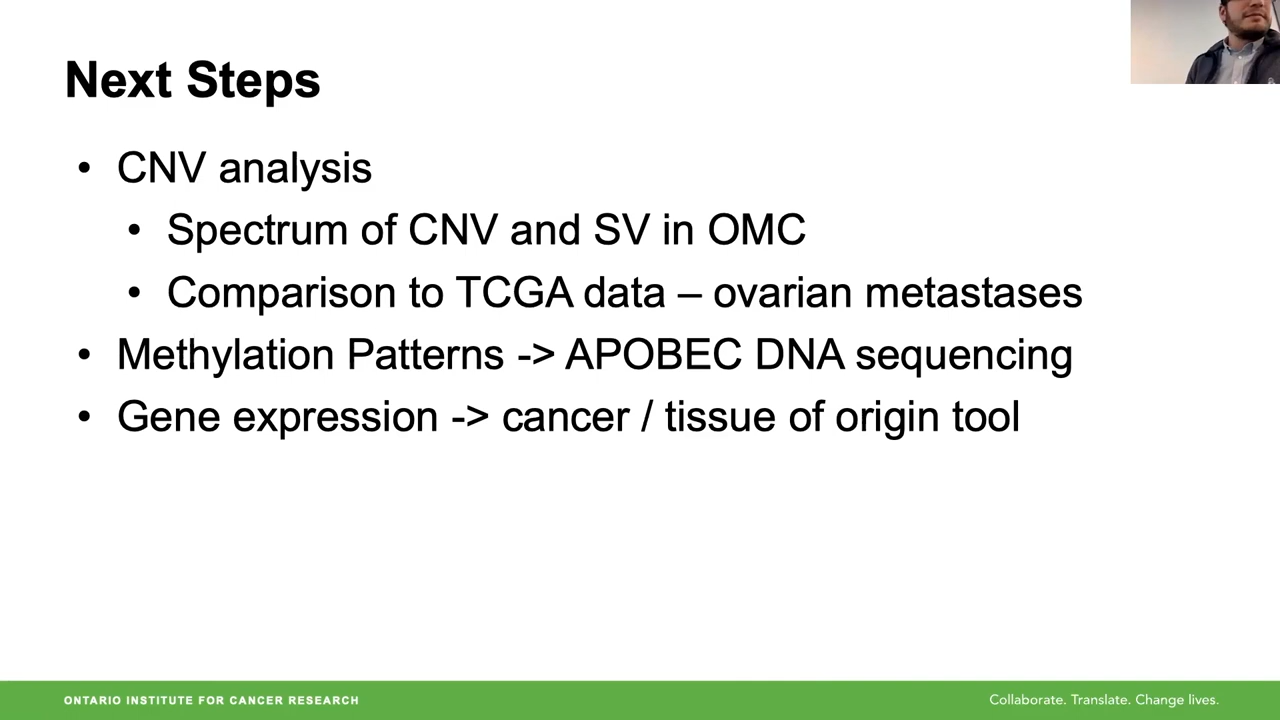 Next Steps
• CNV analysis
• Spectrum of CNV and SV in OMC
• Comparison to TCGA data – ovarian metastases
• Methylation Patterns -> APOBEC DNA sequencing
• Gene expression -> cancer / tissue of origin tool
ONTARIO INSTITUTE FOR CANCER RESEARCH
Collaborate. Translate. Change lives.